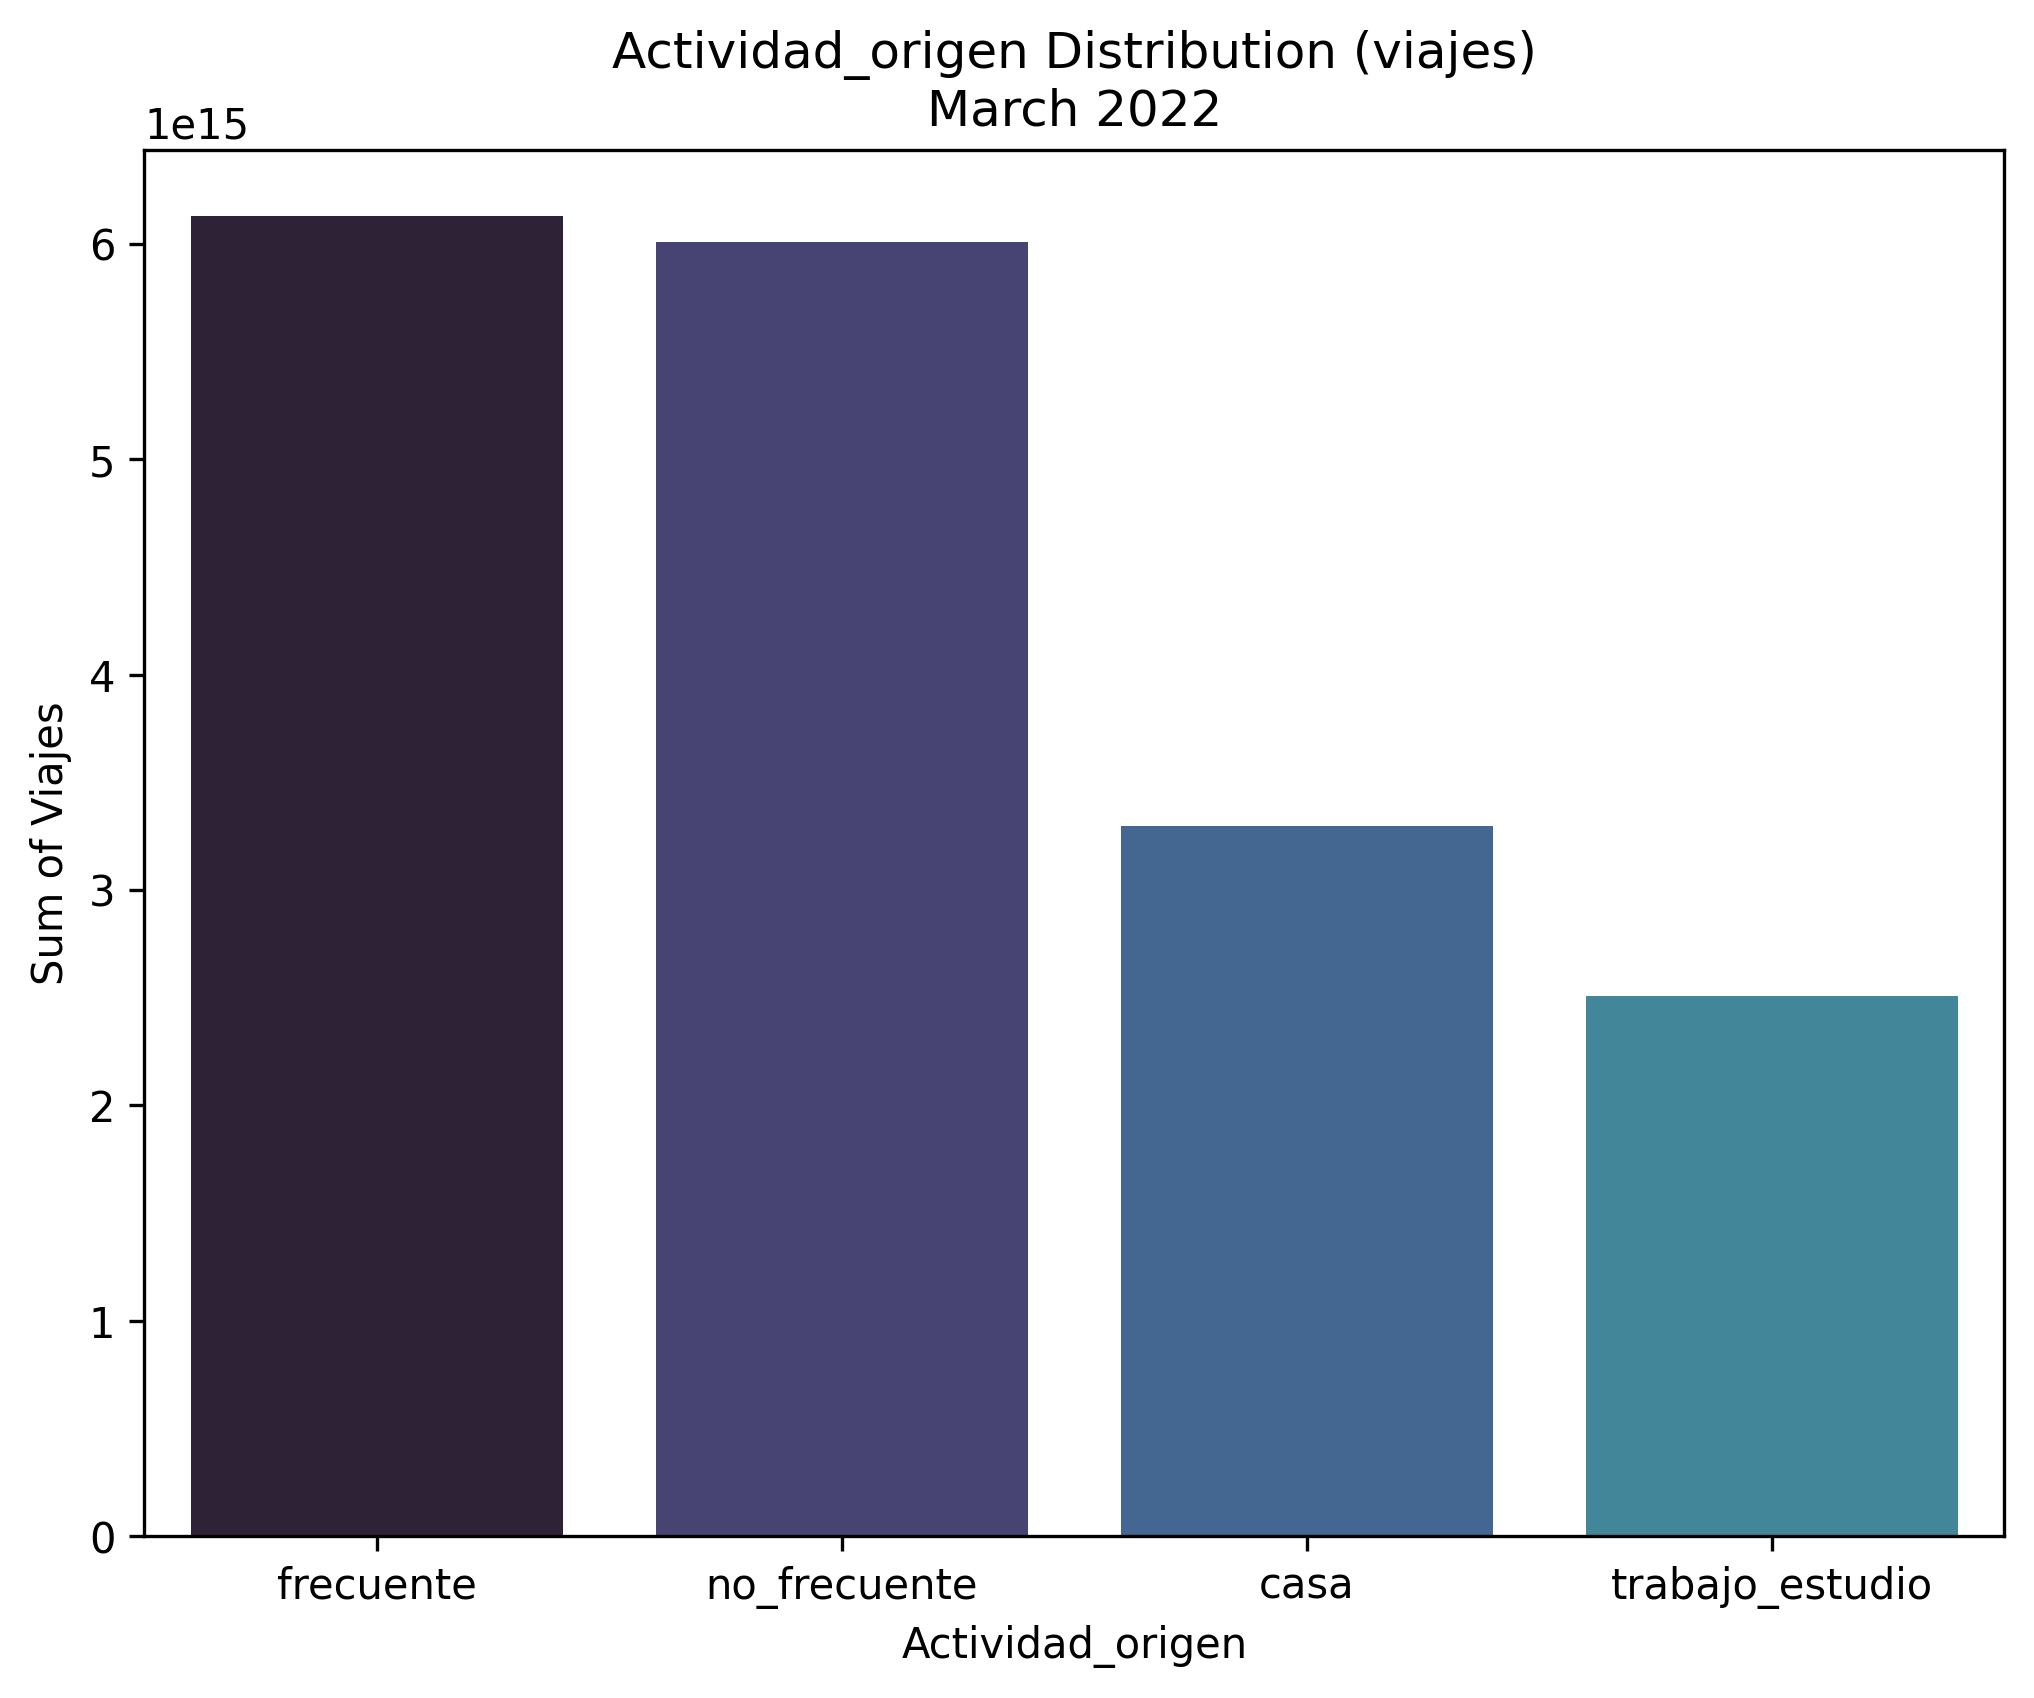 Actividad_origen Distribution (viajes)
March 2022
1e15
6
5
4
3
2
1
0
Sum of Viajes
frecuente
no_frecuente
casa
trabajo_estudio
Actividad_origen